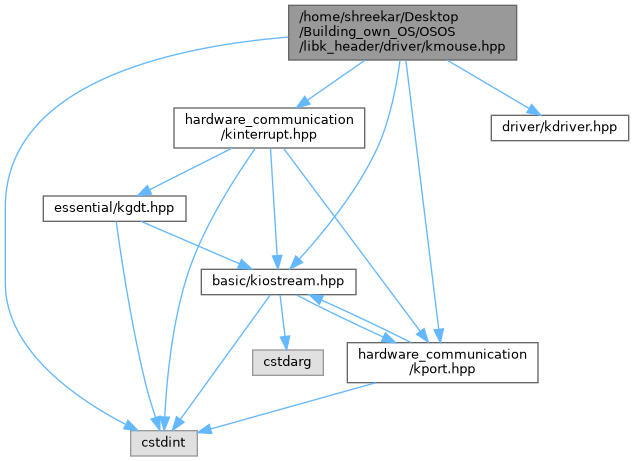 /home/shreekar/Desktop
/Building_own_OS/OSOS
/libk_header/driver/kmouse.hpp
hardware_communication
/kinterrupt.hpp
driver/kdriver.hpp
essential/kgdt.hpp
basic/kiostream.hpp
cstdarg
hardware_communication
/kport.hpp
cstdint